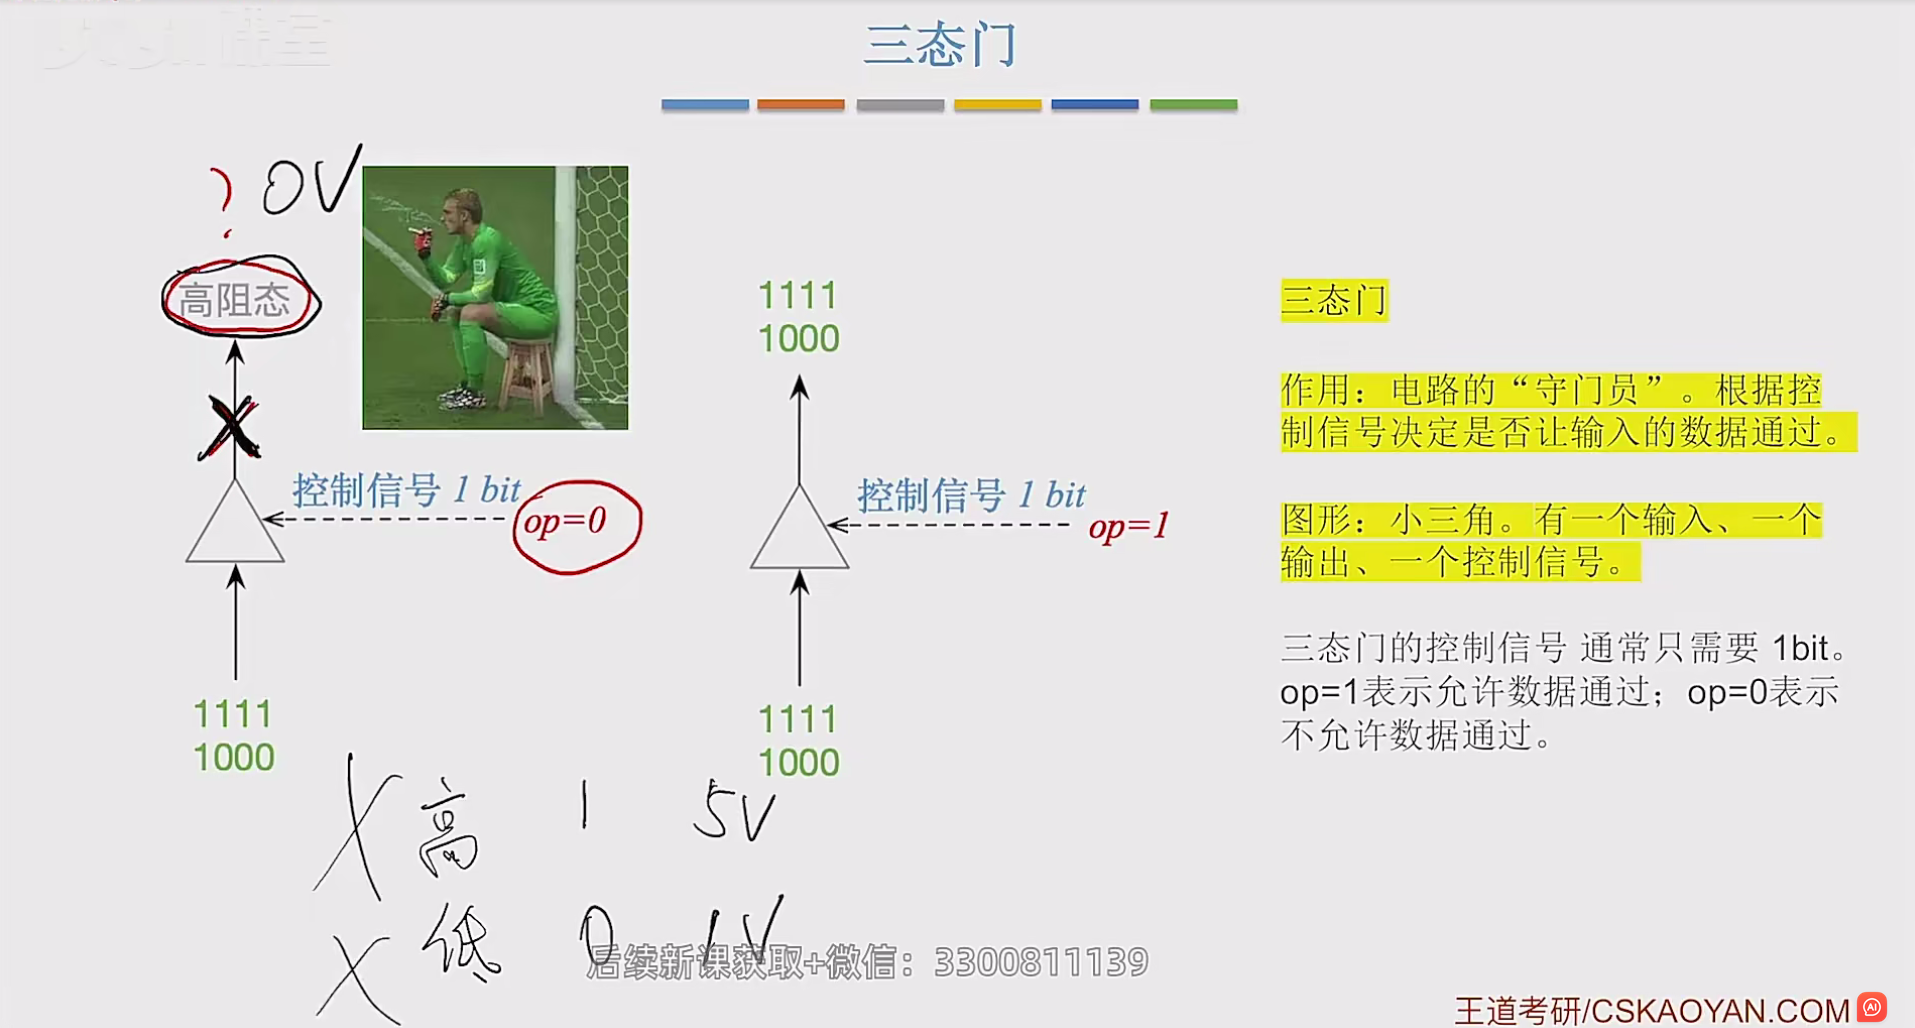 三态门
? 0V
高阻态
控制信号 1 bit
op=0
1111
1000
1111
1000
控制信号 1 bit
op=1
1111
1000
三态门
作用：电路的“守门员”。根据控
制信号决定是否让输入的数据通过。
图形：小三角。有一个输入、一个
输出、一个控制信号。
三态门的控制信号 通常只需要 1bit。
op=1表示允许数据通过；op=0表示
不允许数据通过。
X 高 1 5V
X 低 0 1V
后续新课获取+微信：3300811139
王道考研/CSKAOYAN.COM